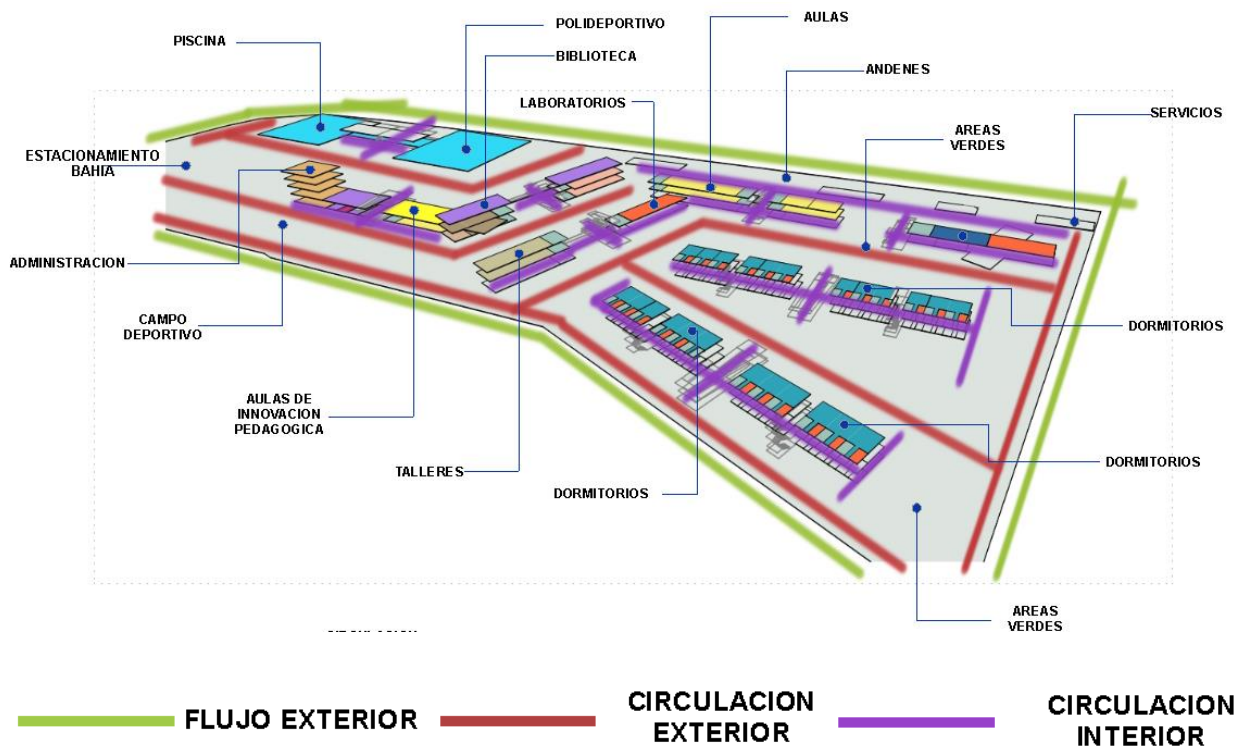 POLIDEPORTIVO
AULAS
PISCINA
BIBLIOTECA
ANDENES
LABORATORIOS
SERVICIOS
AREAS
VERDES
ESTACIONAMIENTO
BAHIA
ADMINISTRACION
CAMPO
DEPORTIVO
DORMITORIOS
AULAS DE
INNOVACION
PEDAGOGICA
TALLERES
DORMITORIOS
DORMITORIOS
AREAS
VERDES
FLUJO EXTERIOR
CIRCULACION
EXTERIOR
CIRCULACION
INTERIOR